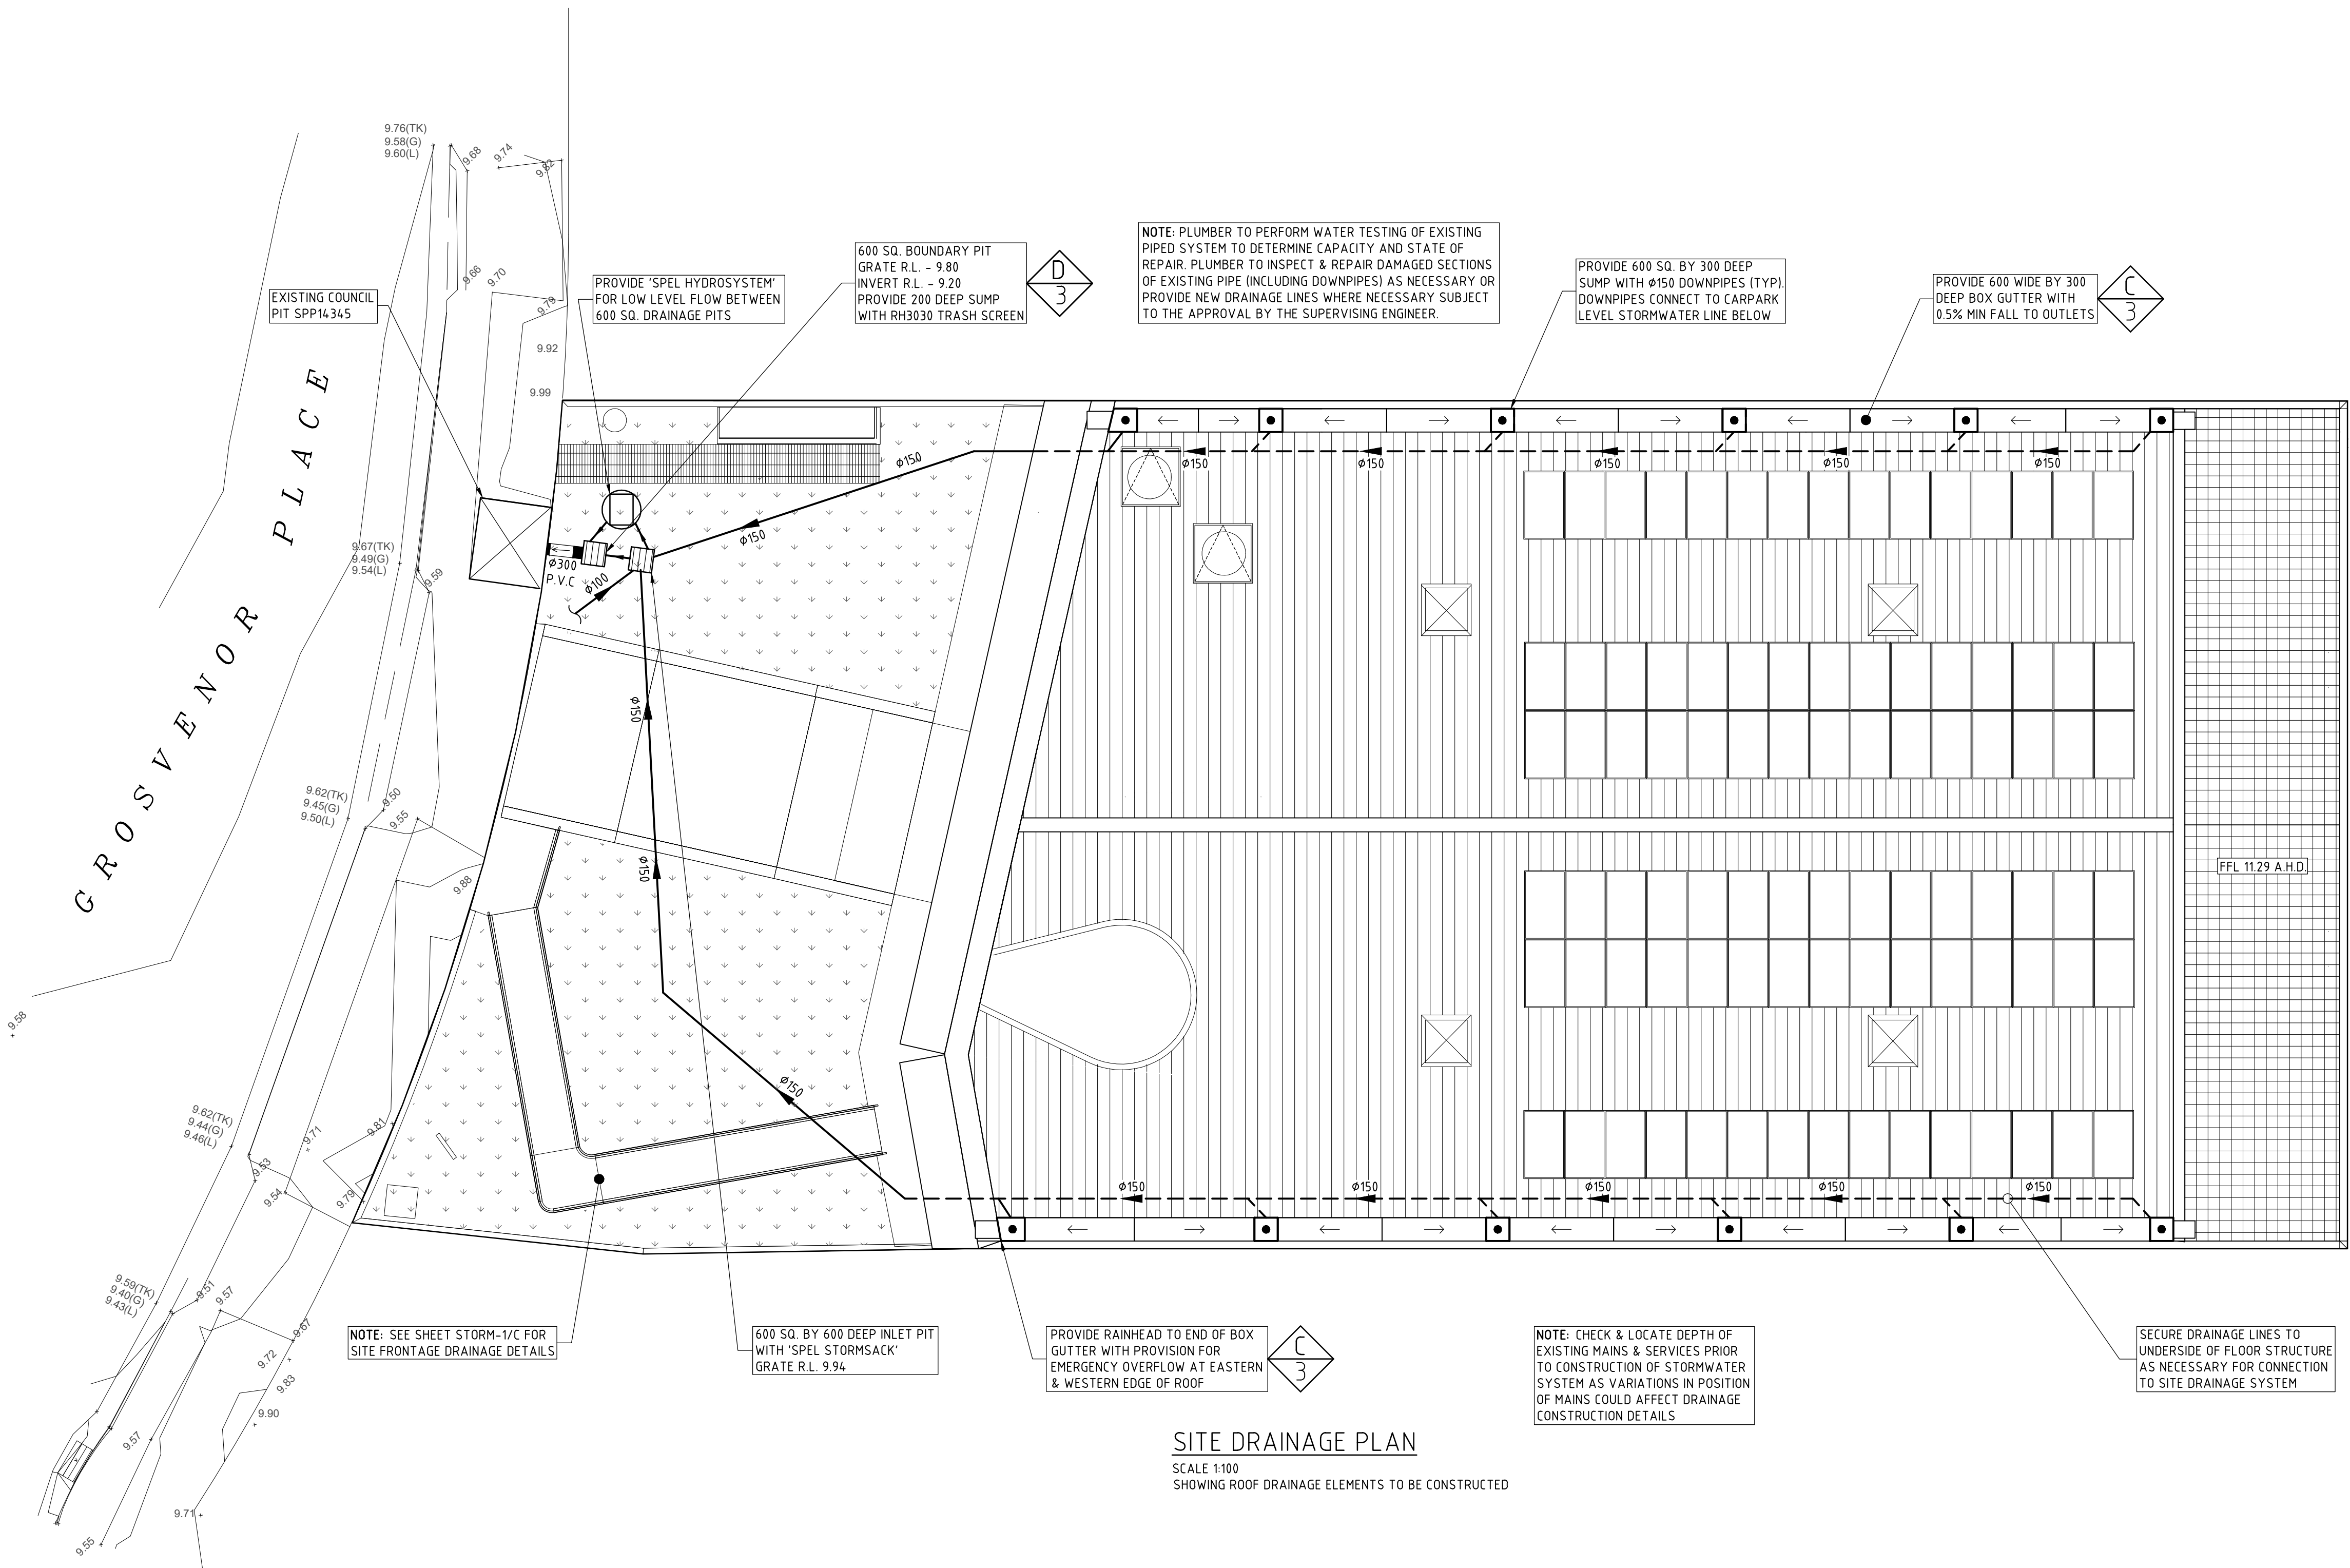 9.76(TK)
9.58(G)
9.60(L)
9.68
9.74
9.82
9.66
9.70
9.79
9.92
9.99
EXISTING COUNCIL
PIT SPP14345
PROVIDE 'SPEL HYDROSYSTEM'
FOR LOW LEVEL FLOW BETWEEN
600 SQ. DRAINAGE PITS
600 SQ. BOUNDARY PIT
GRATE R.L. - 9.80
INVERT R.L. - 9.20
PROVIDE 200 DEEP SUMP
WITH RH3030 TRASH SCREEN
D
3
NOTE: PLUMBER TO PERFORM WATER TESTING OF EXISTING
PIPED SYSTEM TO DETERMINE CAPACITY AND STATE OF
REPAIR. PLUMBER TO INSPECT & REPAIR DAMAGED SECTIONS
OF EXISTING PIPE (INCLUDING DOWNPIPES) AS NECESSARY OR
PROVIDE NEW DRAINAGE LINES WHERE NECESSARY SUBJECT
TO THE APPROVAL BY THE SUPERVISING ENGINEER.
PROVIDE 600 SQ. BY 300 DEEP
SUMP WITH Ø150 DOWNPIPES (TYP).
DOWNPIPES CONNECT TO CARPARK
LEVEL STORMWATER LINE BELOW
PROVIDE 600 WIDE BY 300
DEEP BOX GUTTER WITH
0.5% MIN FALL TO OUTLETS
C
3
GROSVENOR PLACE
Ø150
Ø150
Ø150
Ø150
Ø150
Ø150
Ø150
9.67(TK)
9.49(G)
9.54(L)
9.59
Ø300
P.V.C
Ø100
Ø150
9.62(TK)
9.45(G)
9.50(L)
9.50
9.55
9.88
Ø150
FFL 11.29 A.H.D.
9.58
Ø150
9.62(TK)
9.44(G)
9.46(L)
9.71
9.81
9.53
9.54
9.79
Ø150
Ø150
Ø150
Ø150
Ø150
9.59(TK)
9.40(G)
9.43(L)
9.51
9.57
9.67
9.72
9.83
9.90
9.57
9.71
9.55
NOTE: SEE SHEET STORM-1/C FOR
SITE FRONTAGE DRAINAGE DETAILS
600 SQ. BY 600 DEEP INLET PIT
WITH 'SPEL STORMSACK'
GRATE R.L. 9.94
PROVIDE RAINHEAD TO END OF BOX
GUTTER WITH PROVISION FOR
EMERGENCY OVERFLOW AT EASTERN
& WESTERN EDGE OF ROOF
C
3
NOTE: CHECK & LOCATE DEPTH OF
EXISTING MAINS & SERVICES PRIOR
TO CONSTRUCTION OF STORMWATER
SYSTEM AS VARIATIONS IN POSITION
OF MAINS COULD AFFECT DRAINAGE
CONSTRUCTION DETAILS
SECURE DRAINAGE LINES TO
UNDERSIDE OF FLOOR STRUCTURE
AS NECESSARY FOR CONNECTION
TO SITE DRAINAGE SYSTEM
SITE DRAINAGE PLAN
SCALE 1:100
SHOWING ROOF DRAINAGE ELEMENTS TO BE CONSTRUCTED